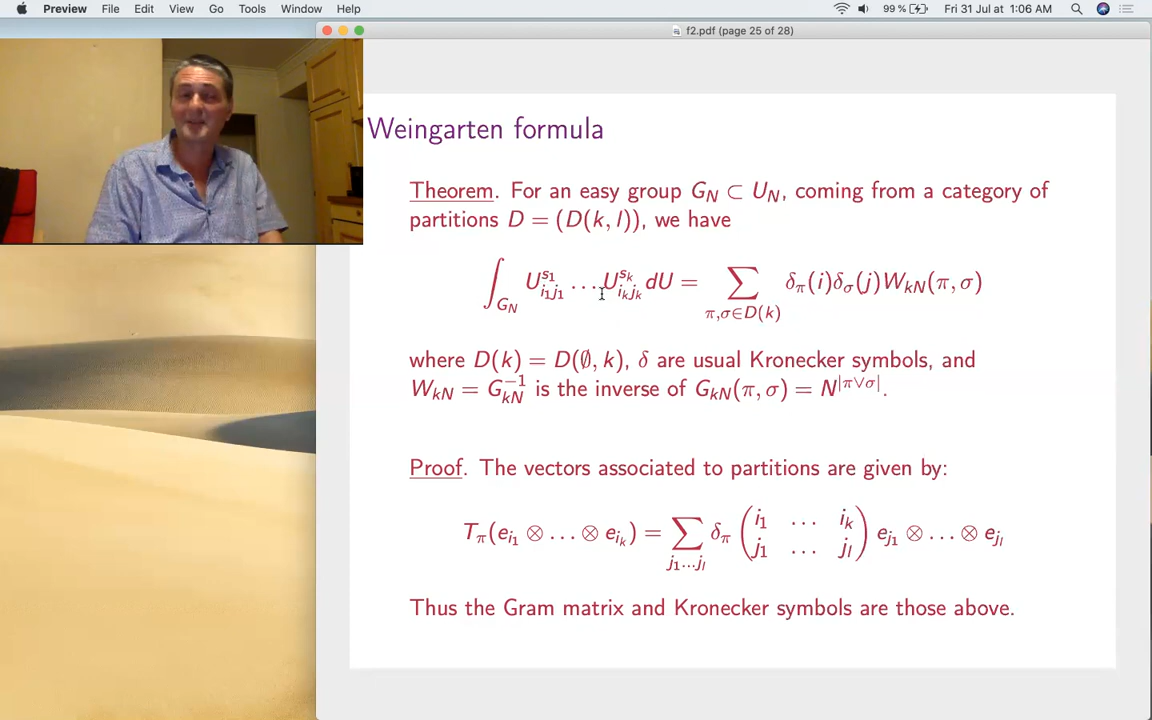 Preview File Edit View Go Tools Window Help 99 % Fri 31 Jul at 1:06 AM
f2.pdf (page 25 of 28)
Weingarten formula
Theorem. For an easy group G_N ⊂ U_N, coming from a category of
partitions D = (D(k, l)), we have
∫_{G_N} U^{s_1}_{i_1j_1} ... U^{s_k}_{i_kj_k} dU = ∑_{π,σ∈D(k)} δ_π(i)δ_σ(j)W_{kN}(π, σ)
where D(k) = D(∅, k), δ are usual Kronecker symbols, and
W_{kN} = G_{kN}^{-1} is the inverse of G_{kN}(π, σ) = N^{|π∨σ|}.
Proof. The vectors associated to partitions are given by:
T_π(e_{i_1} ⊗ ... ⊗ e_{i_k}) = ∑_{j_1...j_l} δ_π (i_1 ... i_k / j_1 ... j_l) e_{j_1} ⊗ ... ⊗ e_{j_l}
Thus the Gram matrix and Kronecker symbols are those above.